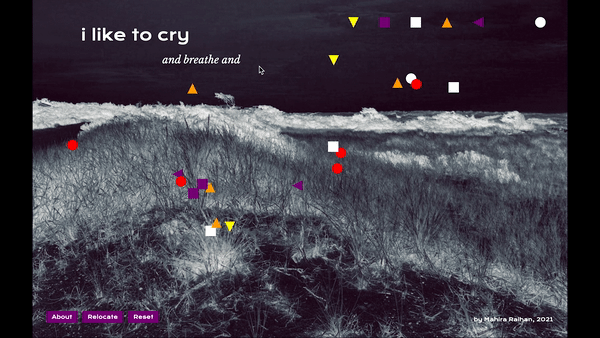 i like to cry
and breathe and
About Relocate Reset
by Mahira Raihan, 2021